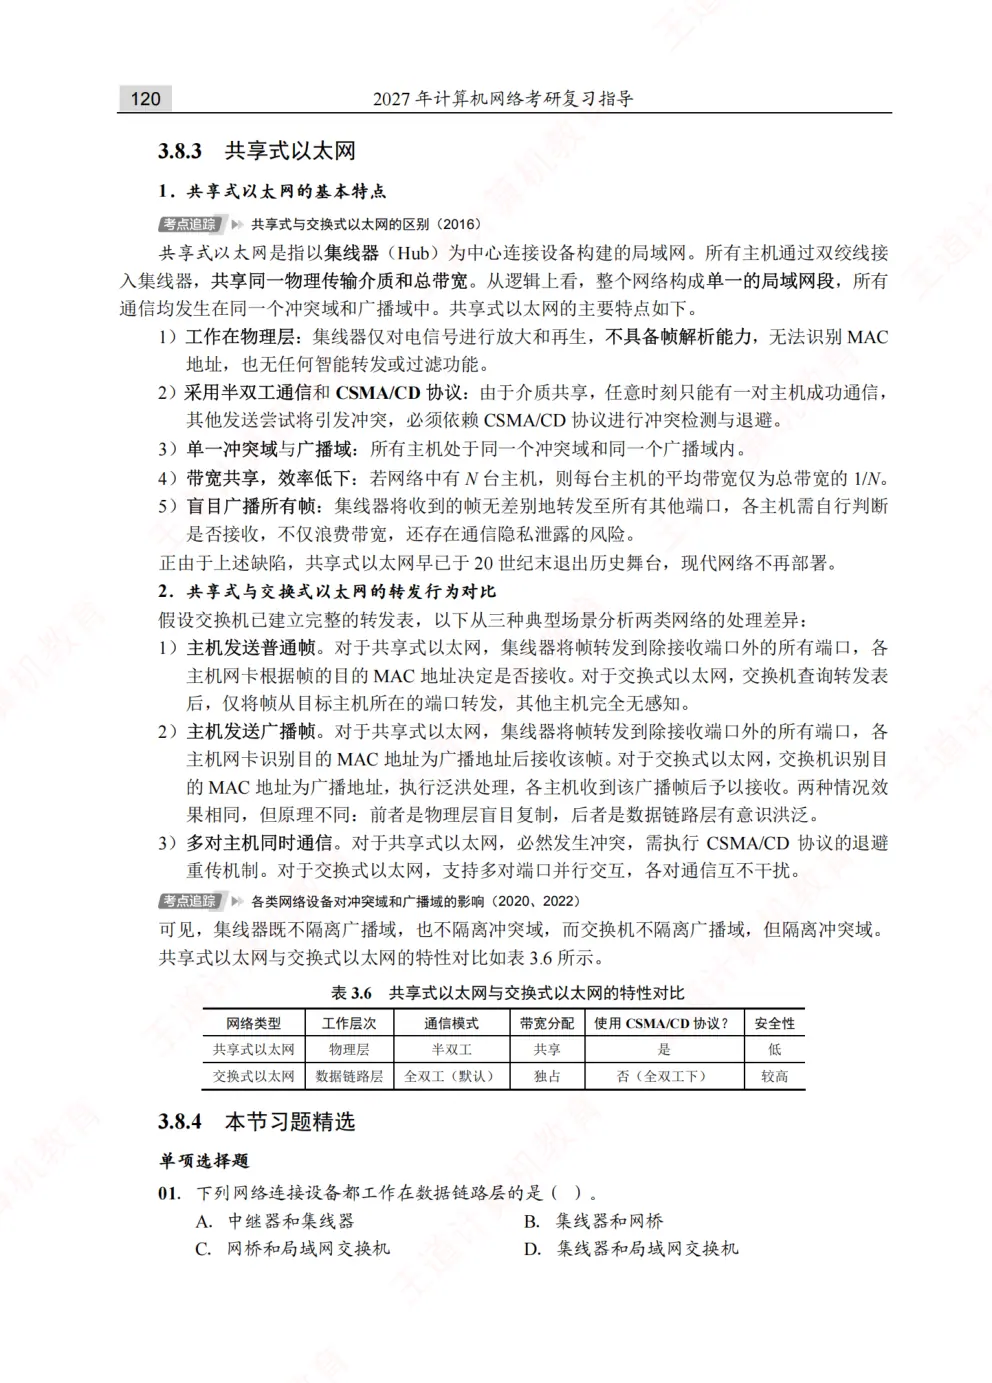 120
2027 年计算机网络考研复习指导
3.8.3 共享式以太网
1．共享式以太网的基本特点
考点追踪 共享式与交换式以太网的区别（2016）
共享式以太网是指以集线器（Hub）为中心连接设备构建的局域网。所有主机通过双绞线接
入集线器，共享同一物理传输介质和总带宽。从逻辑上看，整个网络构成单一的局域网段，所有
通信均发生在同一个冲突域和广播域中。共享式以太网的主要特点如下。
1）工作在物理层：集线器仅对电信号进行放大和再生，不具备帧解析能力，无法识别 MAC
地址，也无任何智能转发或过滤功能。
2）采用半双工通信和 CSMA/CD 协议：由于介质共享，任意时刻只能有一对主机成功通信，
其他发送尝试将引发冲突，必须依赖 CSMA/CD 协议进行冲突检测与退避。
3）单一冲突域与广播域：所有主机处于同一个冲突域和同一个广播域内。
4）带宽共享，效率低下：若网络中有 N 台主机，则每台主机的平均带宽仅为总带宽的 1/N。
5）盲目广播所有帧：集线器将收到的帧无差别地转发至所有其他端口，各主机需自行判断
是否接收，不仅浪费带宽，还存在通信隐私泄露的风险。
正由于上述缺陷，共享式以太网早已于 20 世纪末退出历史舞台，现代网络不再部署。
2．共享式与交换式以太网的转发行为对比
假设交换机已建立完整的转发表，以下从三种典型场景分析两类网络的处理差异：
1）主机发送普通帧。对于共享式以太网，集线器将帧转发到除接收端口外的所有端口，各
主机网卡根据帧的目的 MAC 地址决定是否接收。对于交换式以太网，交换机查询转发表
后，仅将帧从目标主机所在的端口转发，其他主机完全无感知。
2）主机发送广播帧。对于共享式以太网，集线器将帧转发到除接收端口外的所有端口，各
主机网卡识别目的 MAC 地址为广播地址后接收该帧。对于交换式以太网，交换机识别目
的 MAC 地址为广播地址，执行泛洪处理，各主机收到该广播帧后予以接收。两种情况效
果相同，但原理不同：前者是物理层盲目复制，后者是数据链路层有意识洪泛。
3）多对主机同时通信。对于共享式以太网，必然发生冲突，需执行 CSMA/CD 协议的退避
重传机制。对于交换式以太网，支持多对端口并行交互，各对通信互不干扰。
考点追踪 各类网络设备对冲突域和广播域的影响（2020、2022）
可见，集线器既不隔离广播域，也不隔离冲突域，而交换机不隔离广播域，但隔离冲突域。
共享式以太网与交换式以太网的特性对比如表 3.6 所示。
表 3.6 共享式以太网与交换式以太网的特性对比
网络类型 工作层次 通信模式 带宽分配 使用 CSMA/CD 协议？ 安全性
共享式以太网 物理层 半双工 共享 是 低
交换式以太网 数据链路层 全双工（默认） 独占 否（全双工下） 较高
3.8.4 本节习题精选
单项选择题
01. 下列网络连接设备都工作在数据链路层的是（ ）。
A. 中继器和集线器 B. 集线器和网桥
C. 网桥和局域网交换机 D. 集线器和局域网交换机